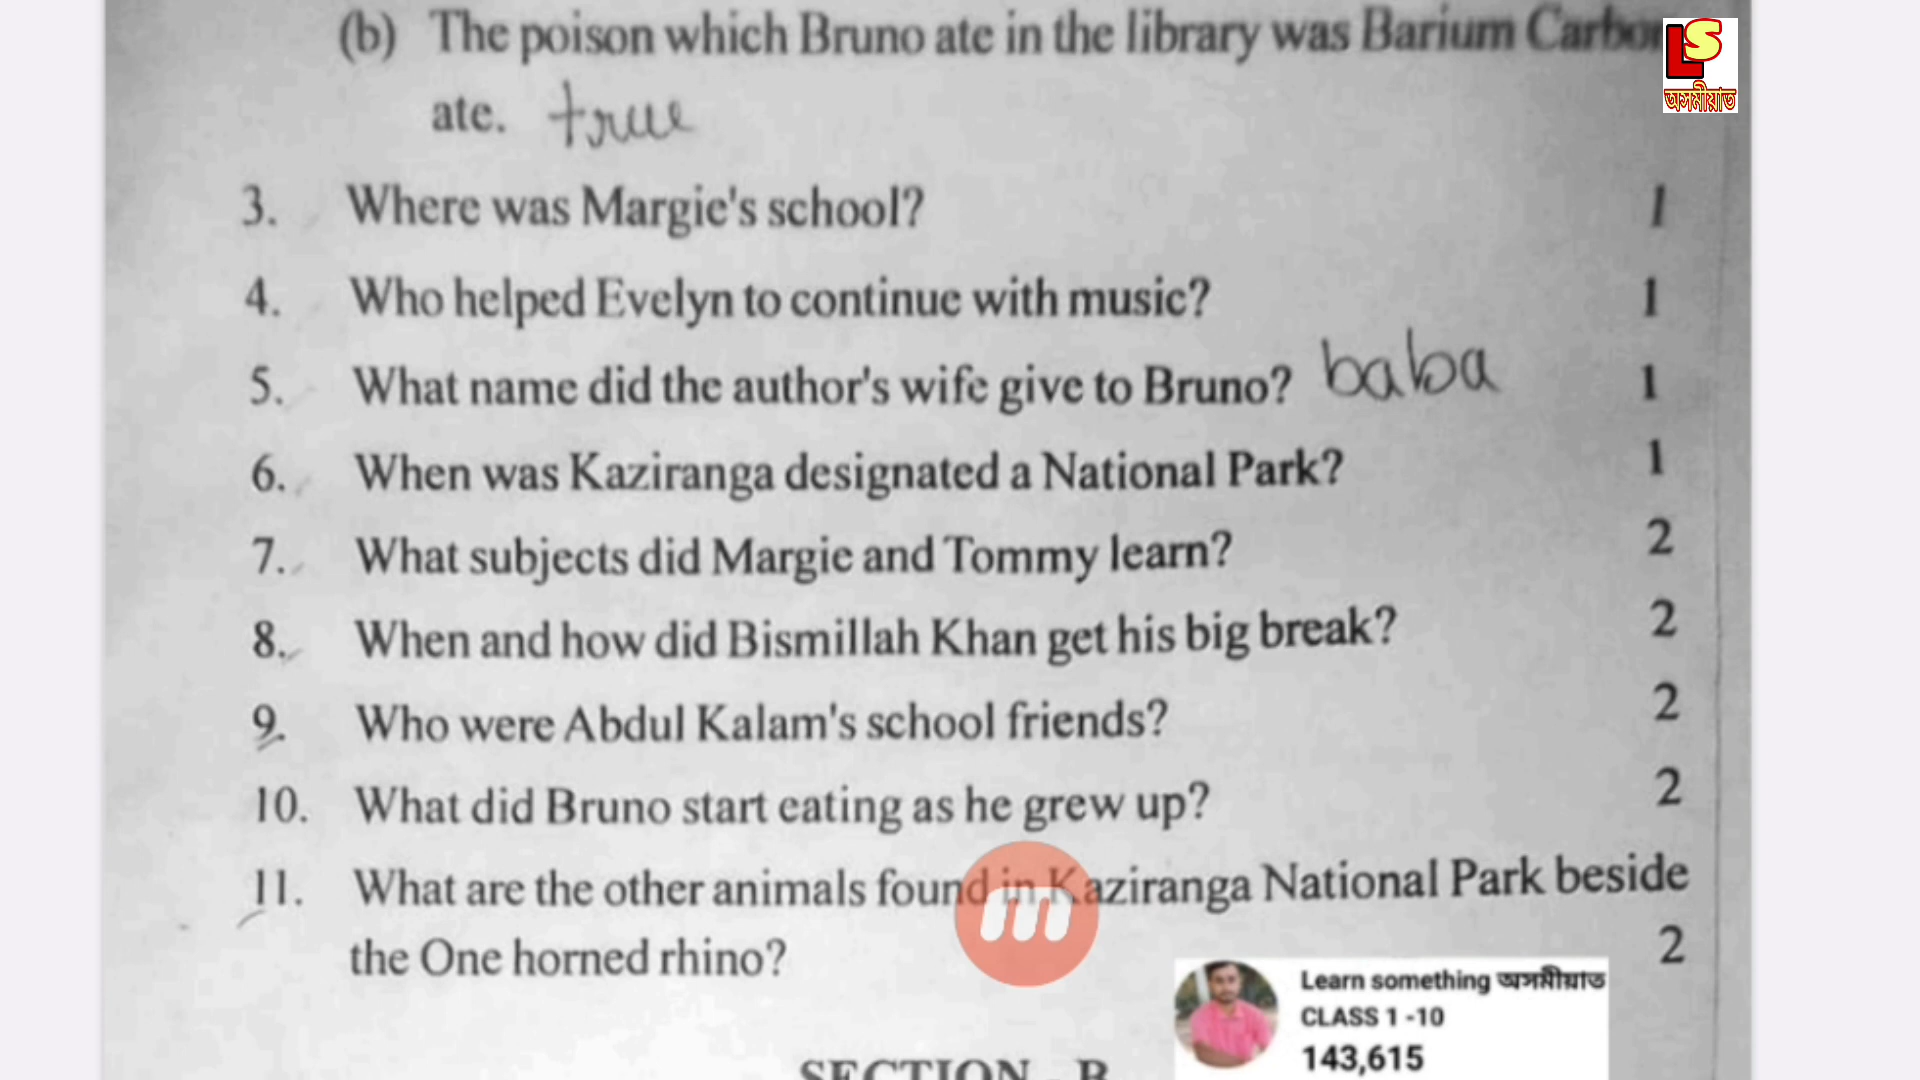 (b) The poison which Bruno ate in the library was Barium Carbon
ate. true
3. Where was Margie's school? 1
4. Who helped Evelyn to continue with music? 1
5. What name did the author's wife give to Bruno? baba 1
6. When was Kaziranga designated a National Park? 1
7. What subjects did Margie and Tommy learn? 2
8. When and how did Bismillah Khan get his big break? 2
9. Who were Abdul Kalam's school friends? 2
10. What did Bruno start eating as he grew up? 2
11. What are the other animals found in Kaziranga National Park beside
the One horned rhino? 2
SECTION - B
LS
অসমীয়াত
m
Learn something অসমীয়াত
CLASS 1 -10
143,615